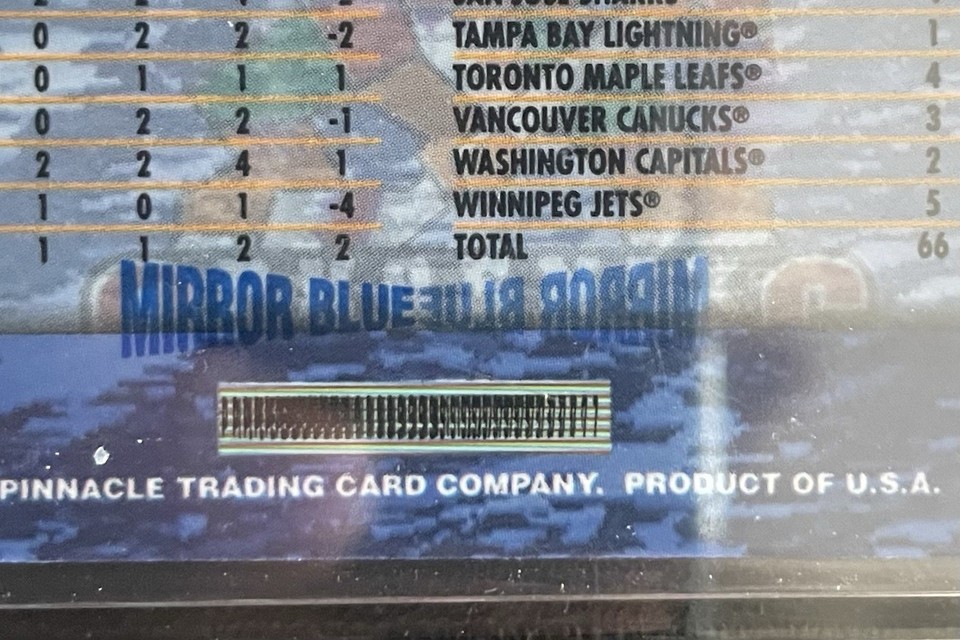 0 2 2 -2 TAMPA BAY LIGHTNING® 1
0 1 1 1 TORONTO MAPLE LEAFS® 4
0 2 2 -1 VANCOUVER CANUCKS® 3
2 2 4 1 WASHINGTON CAPITALS® 2
1 0 1 -4 WINNIPEG JETS® 5
1 1 2 2 TOTAL 66
MIRROR BLUE MIRROR BLUE
PINNACLE TRADING CARD COMPANY. PRODUCT OF U.S.A.